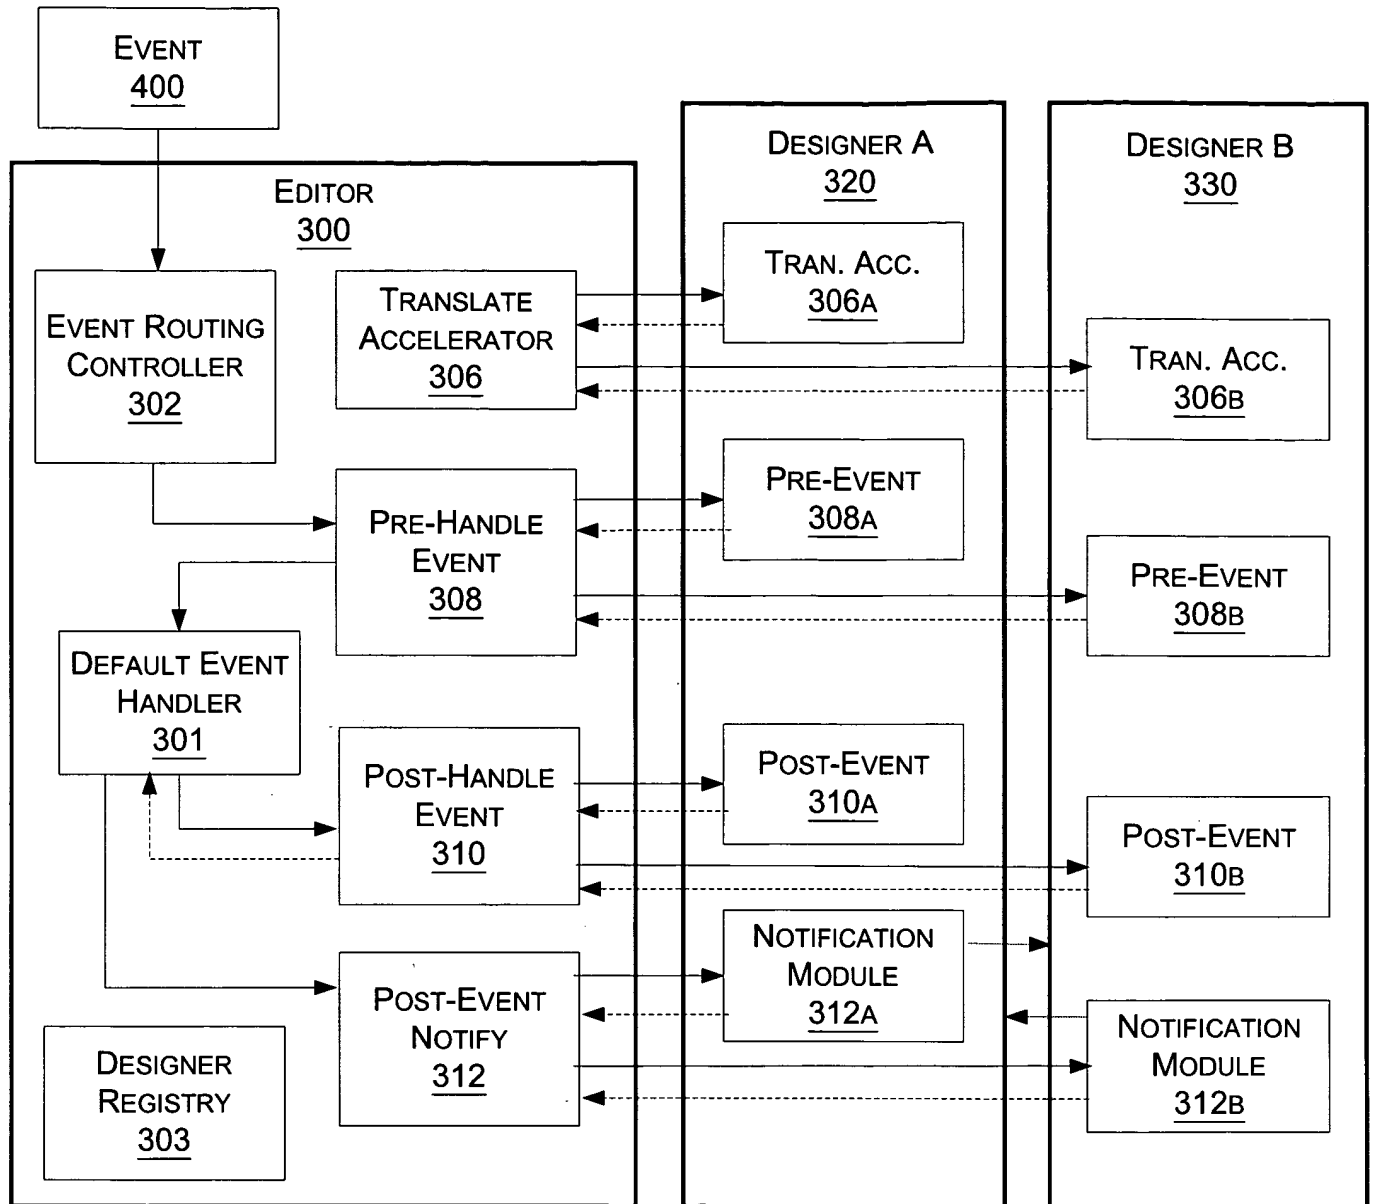 EVENT
400
EDITOR
300
EVENT ROUTING
CONTROLLER
302
TRANSLATE
ACCELERATOR
306
PRE-HANDLE
EVENT
308
DEFAULT EVENT
HANDLER
301
POST-HANDLE
EVENT
310
POST-EVENT
NOTIFY
312
DESIGNER
REGISTRY
303
DESIGNER A
320
TRAN. ACC.
306A
PRE-EVENT
308A
POST-EVENT
310A
NOTIFICATION
MODULE
312A
DESIGNER B
330
TRAN. ACC.
306B
PRE-EVENT
308B
POST-EVENT
310B
NOTIFICATION
MODULE
312B